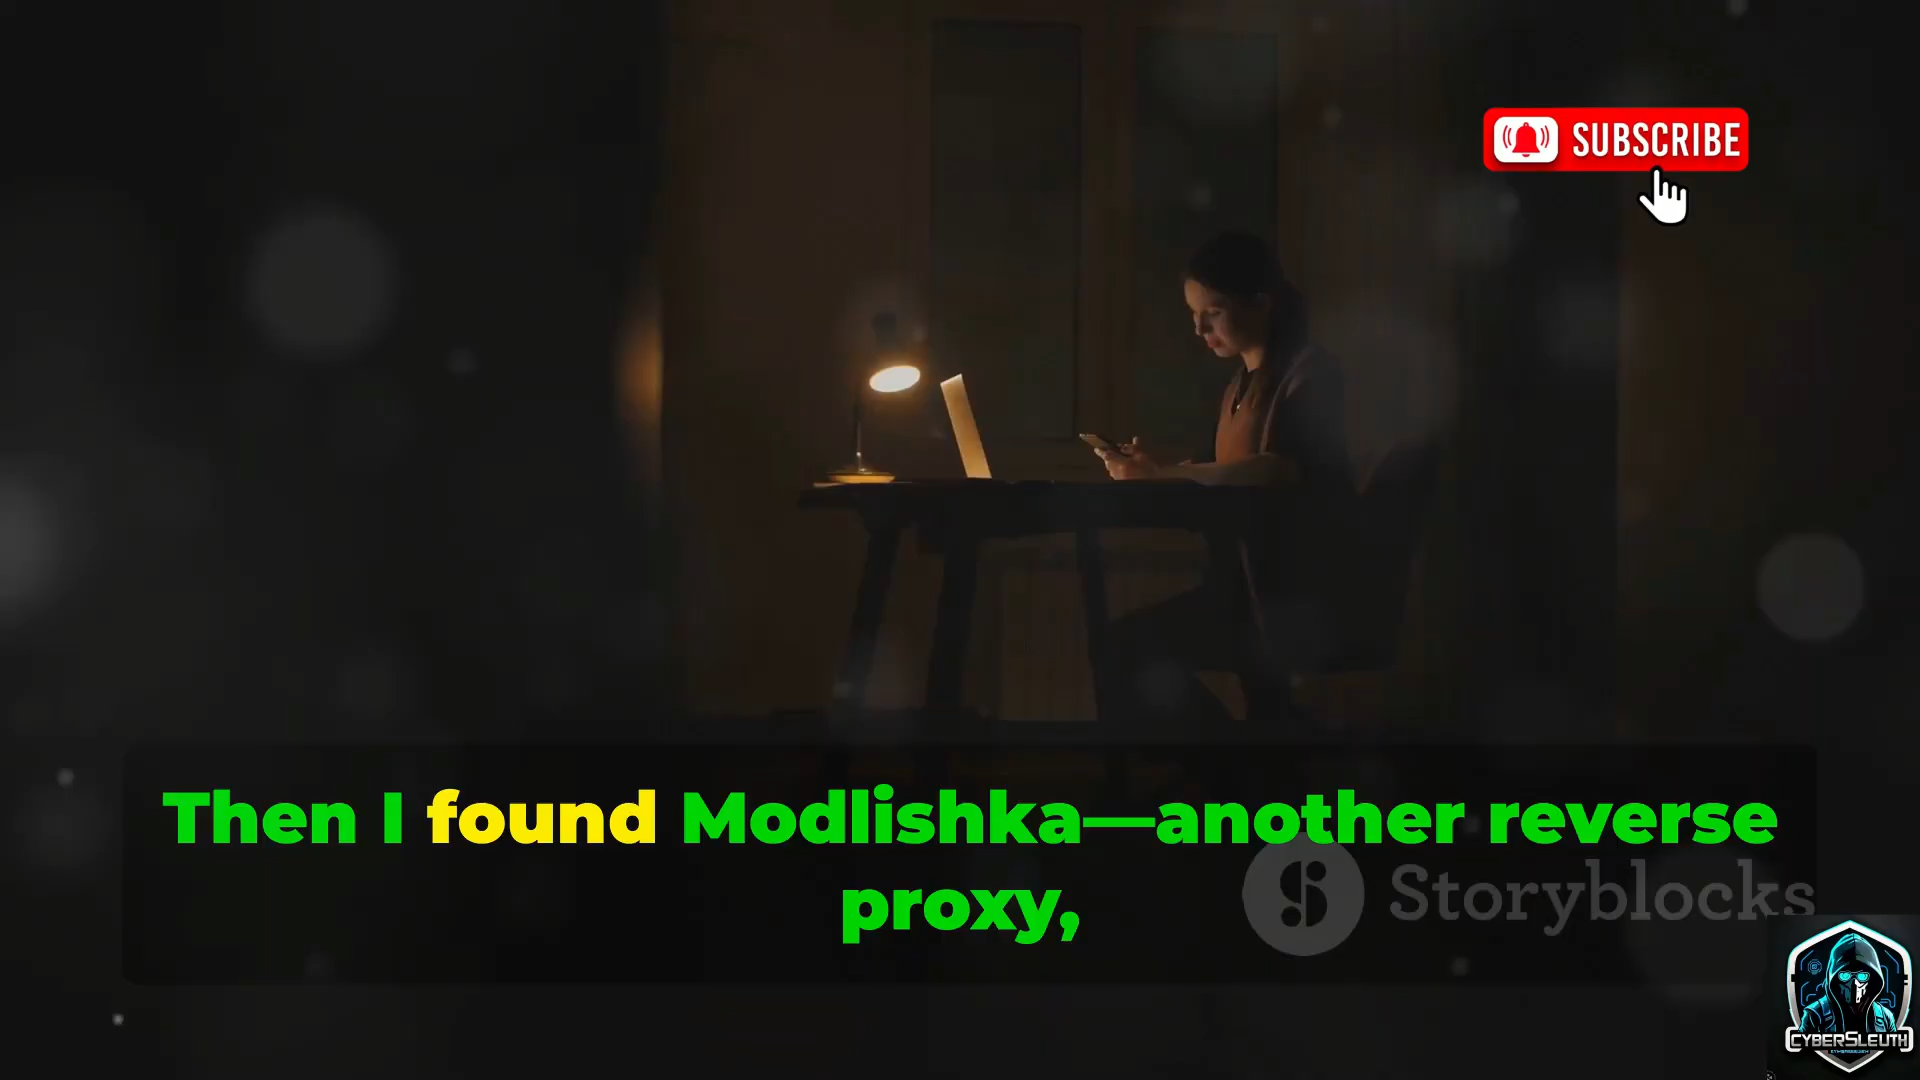 SUBSCRIBE
Then I found Modlishka—another reverse
proxy,
Storyblocks
CYBERSLEUTH